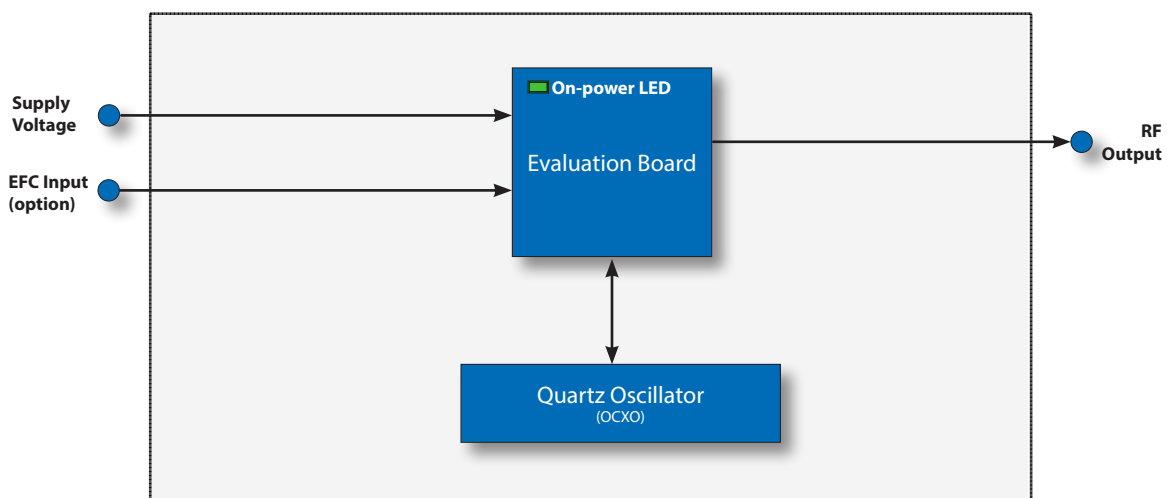 On-power LED
Supply
Voltage
RF
Output
Evaluation Board
EFC Input
(option)
Quartz Oscillator
(OCXO)